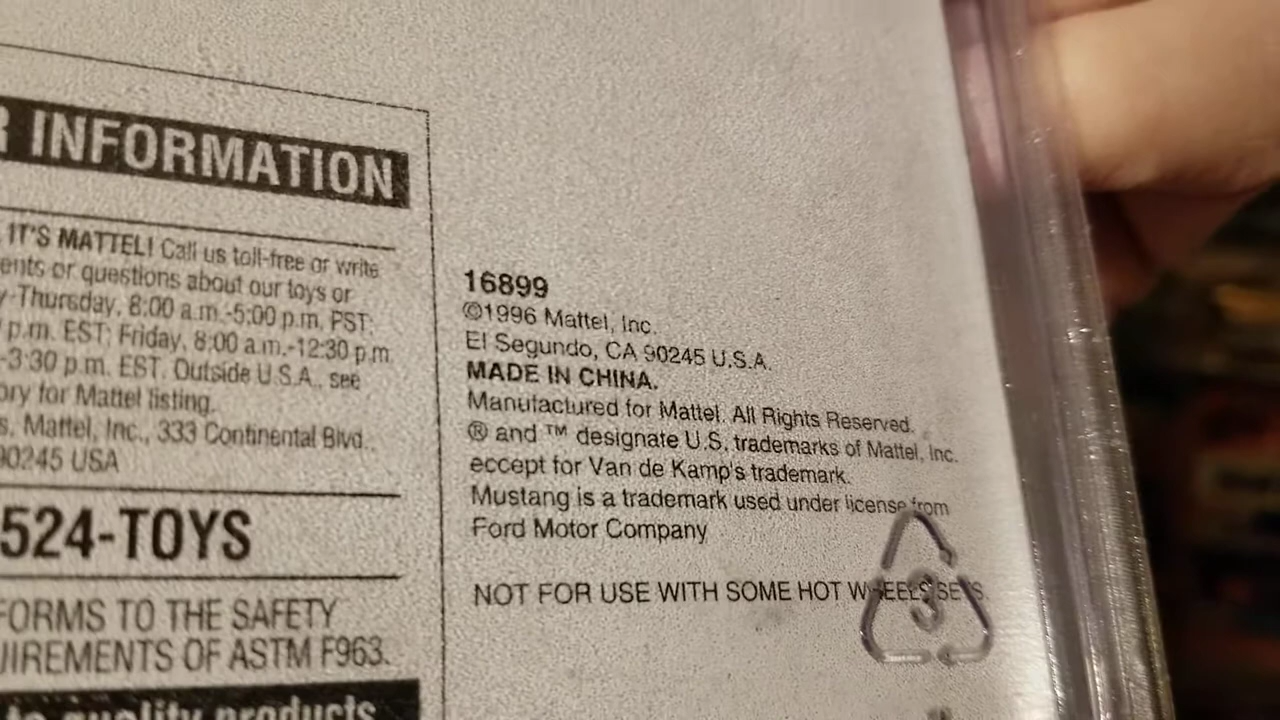 R INFORMATION
IT'S MATTEL! Call us toll-free or write
ents or questions about our toys or
y-Thursday, 8:00 a.m.-5:00 p.m. PST;
p.m. EST; Friday, 8:00 a.m.-12:30 p.m.
-3:30 p.m. EST. Outside U.S.A., see
ory for Mattel listing.
s, Mattel, Inc., 333 Continental Blvd.,
90245 USA
524-TOYS
FORMS TO THE SAFETY
UIREMENTS OF ASTM F963.
to quality products
16899
©1996 Mattel, Inc.
El Segundo, CA 90245 U.S.A.
MADE IN CHINA.
Manufactured for Mattel. All Rights Reserved.
® and ™ designate U.S. trademarks of Mattel, Inc.
eccept for Van de Kamp's trademark.
Mustang is a trademark used under license from
Ford Motor Company
NOT FOR USE WITH SOME HOT WHEELS SETS.
3